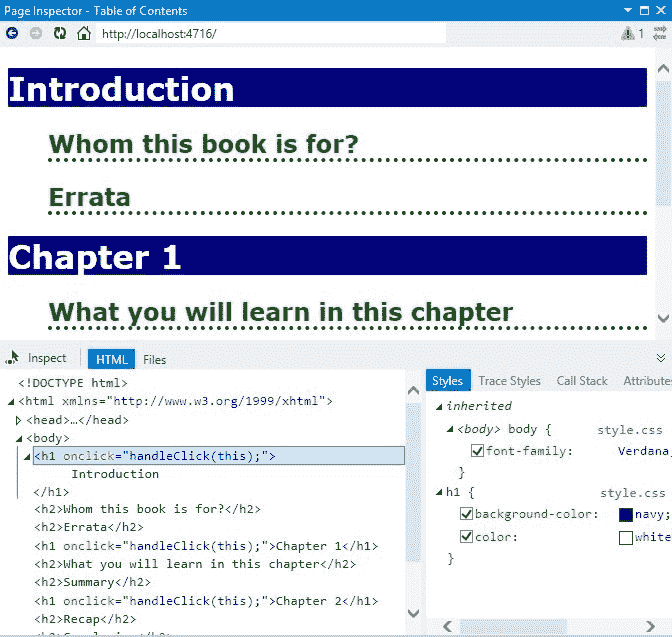 Page Inspector - Table of Contents
http://localhost:4716/
1
Introduction
Whom this book is for?
Errata
Chapter 1
What you will learn in this chapter
Inspect
HTML
Files
<!DOCTYPE html>
<html xmlns="http://www.w3.org/1999/xhtml">
<head>…</head>
<body>
<h1 onclick="handleClick(this);">
Introduction
</h1>
<h2>Whom this book is for?</h2>
<h2>Errata</h2>
<h1 onclick="handleClick(this);">Chapter 1</h1>
<h2>What you will learn in this chapter</h2>
<h2>Summary</h2>
<h1 onclick="handleClick(this);">Chapter 2</h1>
<h2>Recap</h2>
Styles
Trace Styles
Call Stack
Attributes
inherited
<body> body {
style.css
font-family:
Verdana,
}
h1 {
style.css
background-color:
navy;
color:
white
}